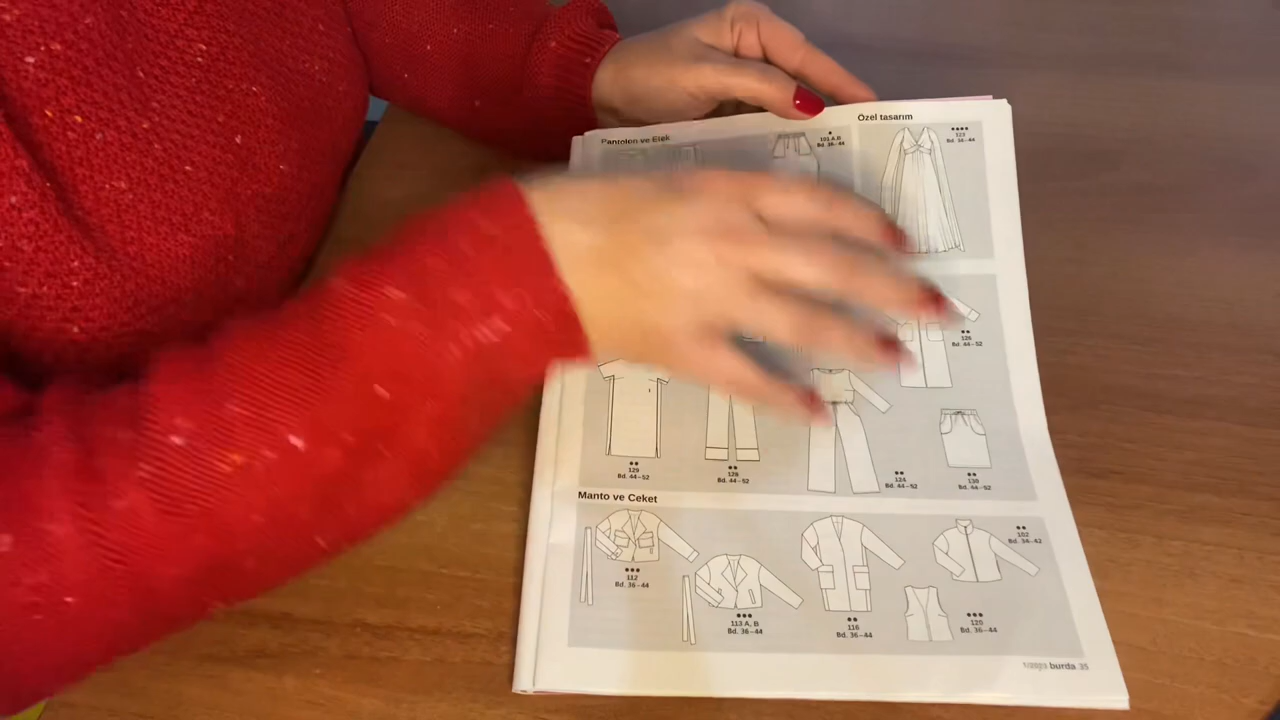 Özel tasarım
Pantolon ve Etek
103 A,B
Bd. 36–44
123
Bd. 36–44
126
Bd. 44–52
129
Bd. 44–52
128
Bd. 44–52
124
Bd. 44–52
130
Bd. 44–52
Manto ve Ceket
112
Bd. 36–44
113 A, B
Bd. 36–44
116
Bd. 36–44
102
Bd. 34–42
120
Bd. 36–44
1/2023 burda 35